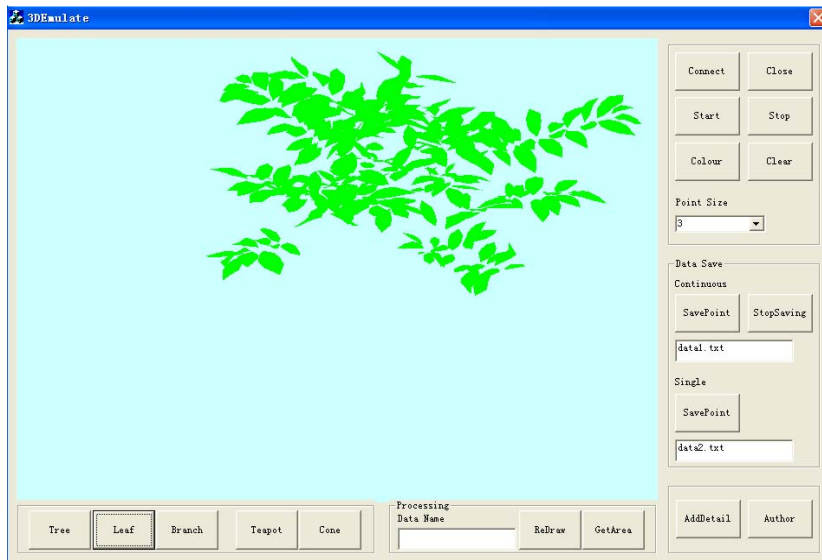 3DEmulate
Connect Close
Start Stop
Colour Clear
Point Size
3
Data Save
Continuous
SavePoint StopSaving
data1.txt
Single
SavePoint
data2.txt
Processing
Data Name
Tree Leaf Branch Teapot Cone ReDraw GetArea
AddDetail Author